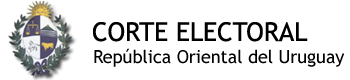 CORTE ELECTORAL
República Oriental del Uruguay